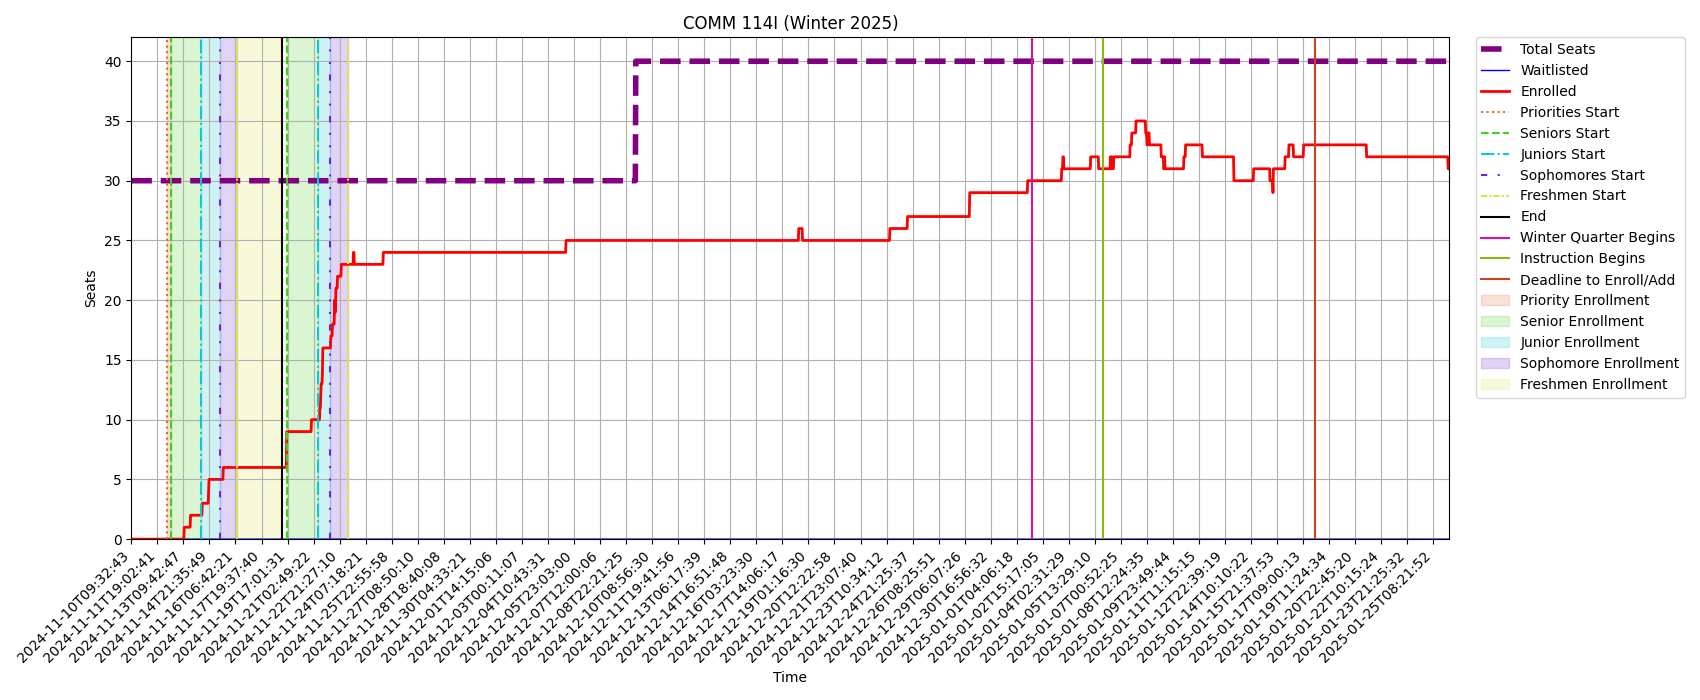 COMM 114I (Winter 2025)
Seats
40
35
30
25
20
15
10
5
0
2024-11-10T09:32:43
2024-11-11T19:02:41
2024-11-13T09:42:47
2024-11-14T21:35:49
2024-11-16T06:42:21
2024-11-17T19:37:40
2024-11-19T17:01:31
2024-11-21T02:49:22
2024-11-22T21:27:10
2024-11-24T07:18:21
2024-11-25T22:55:58
2024-11-27T08:50:10
2024-11-28T18:40:08
2024-11-30T04:33:21
2024-12-01T14:15:06
2024-12-03T00:11:07
2024-12-04T10:43:31
2024-12-05T23:03:00
2024-12-07T12:00:06
2024-12-08T22:21:25
2024-12-10T08:56:30
2024-12-11T19:41:56
2024-12-13T06:17:39
2024-12-14T16:51:48
2024-12-16T03:23:30
2024-12-17T14:06:17
2024-12-19T01:16:30
2024-12-20T12:22:58
2024-12-21T23:07:40
2024-12-23T10:34:12
2024-12-24T21:25:37
2024-12-26T08:25:51
2024-12-29T06:07:26
2024-12-30T16:56:32
2025-01-01T04:06:18
2025-01-02T15:17:05
2025-01-04T02:31:29
2025-01-05T13:29:10
2025-01-07T00:52:25
2025-01-08T12:24:35
2025-01-09T23:49:44
2025-01-11T11:15:15
2025-01-12T22:39:19
2025-01-14T10:10:22
2025-01-15T21:37:53
2025-01-17T09:00:13
2025-01-19T11:24:34
2025-01-20T22:45:20
2025-01-22T10:15:24
2025-01-23T21:25:32
2025-01-25T08:21:52
Time
Total Seats
Waitlisted
Enrolled
Priorities Start
Seniors Start
Juniors Start
Sophomores Start
Freshmen Start
End
Winter Quarter Begins
Instruction Begins
Deadline to Enroll/Add
Priority Enrollment
Senior Enrollment
Junior Enrollment
Sophomore Enrollment
Freshmen Enrollment